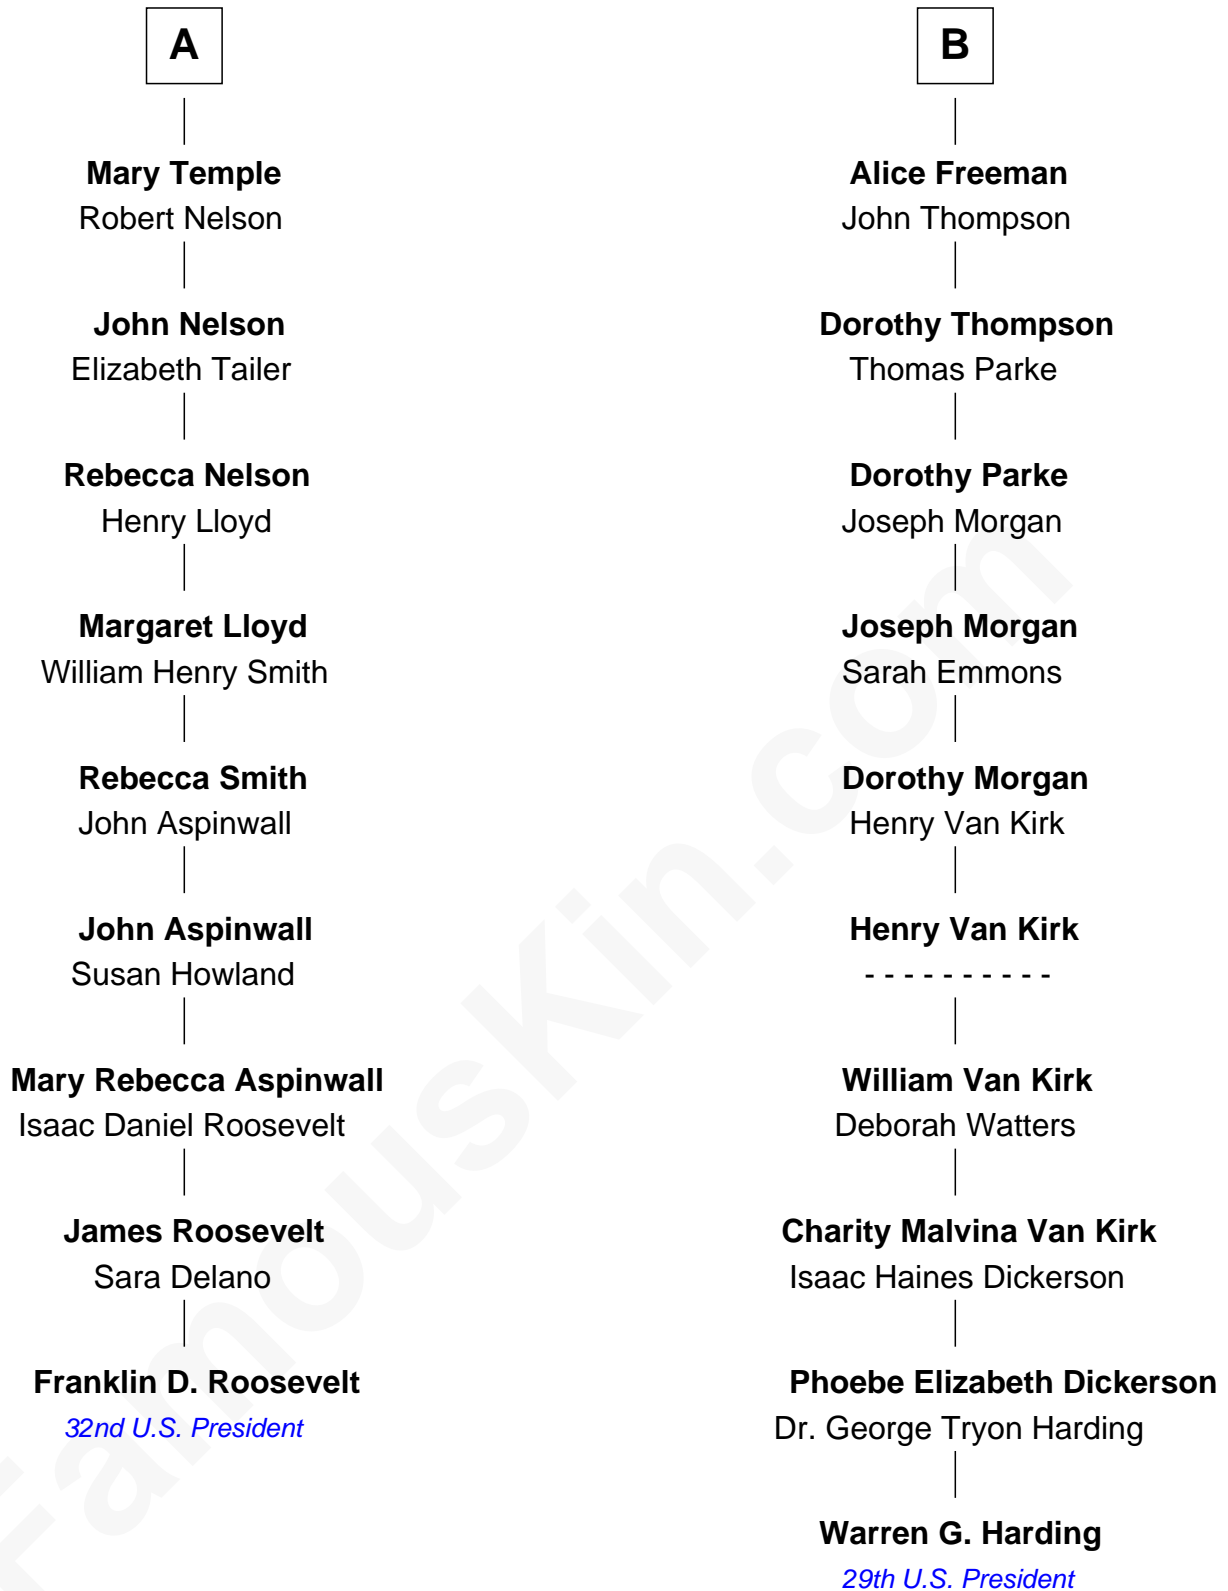 A
Mary Temple
Robert Nelson
John Nelson
Elizabeth Tailer
Rebecca Nelson
Henry Lloyd
Margaret Lloyd
William Henry Smith
Rebecca Smith
John Aspinwall
John Aspinwall
Susan Howland
Mary Rebecca Aspinwall
Isaac Daniel Roosevelt
James Roosevelt
Sara Delano
Franklin D. Roosevelt
32nd U.S. President
B
Alice Freeman
John Thompson
Dorothy Thompson
Thomas Parke
Dorothy Parke
Joseph Morgan
Joseph Morgan
Sarah Emmons
Dorothy Morgan
Henry Van Kirk
Henry Van Kirk
- - - - - - - - - -
William Van Kirk
Deborah Watters
Charity Malvina Van Kirk
Isaac Haines Dickerson
Phoebe Elizabeth Dickerson
Dr. George Tryon Harding
Warren G. Harding
29th U.S. President
FamousKin.com